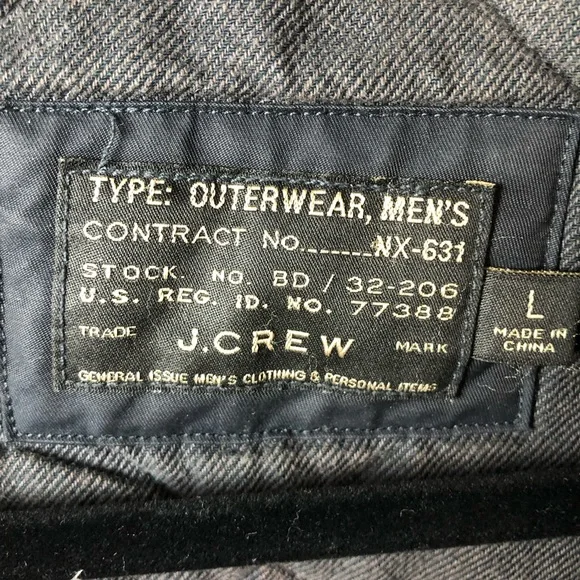 TYPE: OUTERWEAR, MEN'S
CONTRACT NO.......NX-631
STOCK. NO. BD / 32-206
U.S. REG. ID. NO. 77388
TRADE J.CREW MARK
GENERAL ISSUE MEN'S CLOTHING & PERSONAL ITEMS
L
MADE IN
CHINA